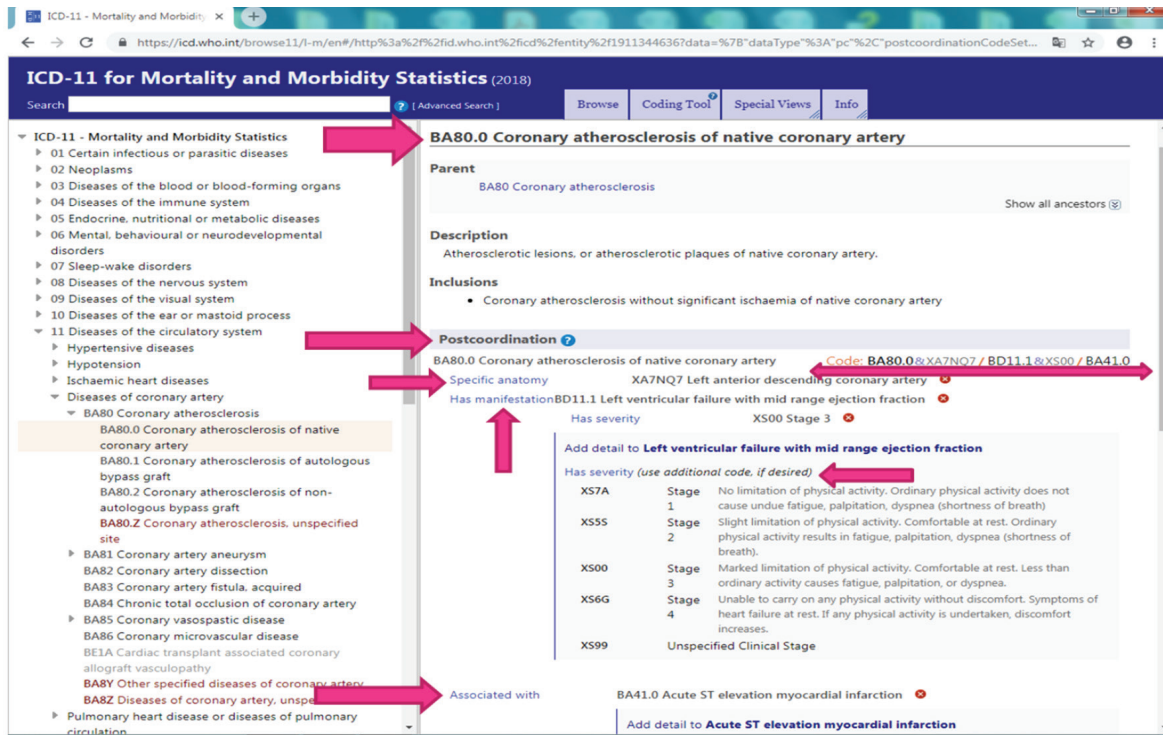 ICD-11 - Mortality and Morbidity
https://icd.who.int/browse11/l-m/en#/http%3a%2f%2fid.who.int%2ficd%2fentity%2f1911344636?data=%7B"dataType"%3A"pc"%2C"postcoordinationCodeSet...
ICD-11 for Mortality and Morbidity Statistics (2018)
Search
[ Advanced Search ]
Browse
Coding Tool
Special Views
Info
ICD-11 - Mortality and Morbidity Statistics
01 Certain infectious or parasitic diseases
02 Neoplasms
03 Diseases of the blood or blood-forming organs
04 Diseases of the immune system
05 Endocrine, nutritional or metabolic diseases
06 Mental, behavioural or neurodevelopmental
disorders
07 Sleep-wake disorders
08 Diseases of the nervous system
09 Diseases of the visual system
10 Diseases of the ear or mastoid process
11 Diseases of the circulatory system
Hypertensive diseases
Hypotension
Ischaemic heart diseases
Diseases of coronary artery
BA80 Coronary atherosclerosis
BA80.0 Coronary atherosclerosis of native
coronary artery
BA80.1 Coronary atherosclerosis of autologous
bypass graft
BA80.2 Coronary atherosclerosis of non-
autologous bypass graft
BA80.Z Coronary atherosclerosis, unspecified
site
BA81 Coronary artery aneurysm
BA82 Coronary artery dissection
BA83 Coronary artery fistula, acquired
BA84 Chronic total occlusion of coronary artery
BA85 Coronary vasospastic disease
BA86 Coronary microvascular disease
BE1A Cardiac transplant associated coronary
allograft vasculopathy
BA8Y Other specified diseases of coronary artery
BA8Z Diseases of coronary artery, unsp
Pulmonary heart disease or diseases of pulmonary
circulation
BA80.0 Coronary atherosclerosis of native coronary artery
Parent
BA80 Coronary atherosclerosis
Show all ancestors
Description
Atherosclerotic lesions, or atherosclerotic plaques of native coronary artery.
Inclusions
• Coronary atherosclerosis without significant ischaemia of native coronary artery
Postcoordination ?
BA80.0 Coronary atherosclerosis of native coronary artery Code: BA80.0&XA7NQ7 / BD11.1&XS00 / BA41.0
Specific anatomy XA7NQ7 Left anterior descending coronary artery
Has manifestation BD11.1 Left ventricular failure with mid range ejection fraction
Has severity XS00 Stage 3
Add detail to Left ventricular failure with mid range ejection fraction
Has severity (use additional code, if desired)
XS7A Stage 1 No limitation of physical activity. Ordinary physical activity does not
cause undue fatigue, palpitation, dyspnea (shortness of breath)
XS5S Stage 2 Slight limitation of physical activity. Comfortable at rest. Ordinary
physical activity results in fatigue, palpitation, dyspnea (shortness of
breath).
XS00 Stage 3 Marked limitation of physical activity. Comfortable at rest. Less than
ordinary activity causes fatigue, palpitation, or dyspnea.
XS6G Stage 4 Unable to carry on any physical activity without discomfort. Symptoms of
heart failure at rest. If any physical activity is undertaken, discomfort
increases.
XS99 Unspecified Clinical Stage
Associated with BA41.0 Acute ST elevation myocardial infarction
Add detail to Acute ST elevation myocardial infarction